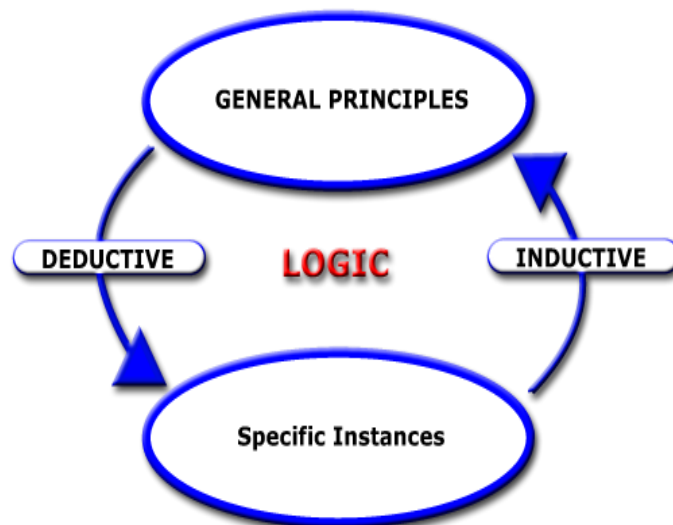 GENERAL PRINCIPLES
DEDUCTIVE
LOGIC
INDUCTIVE
Specific Instances